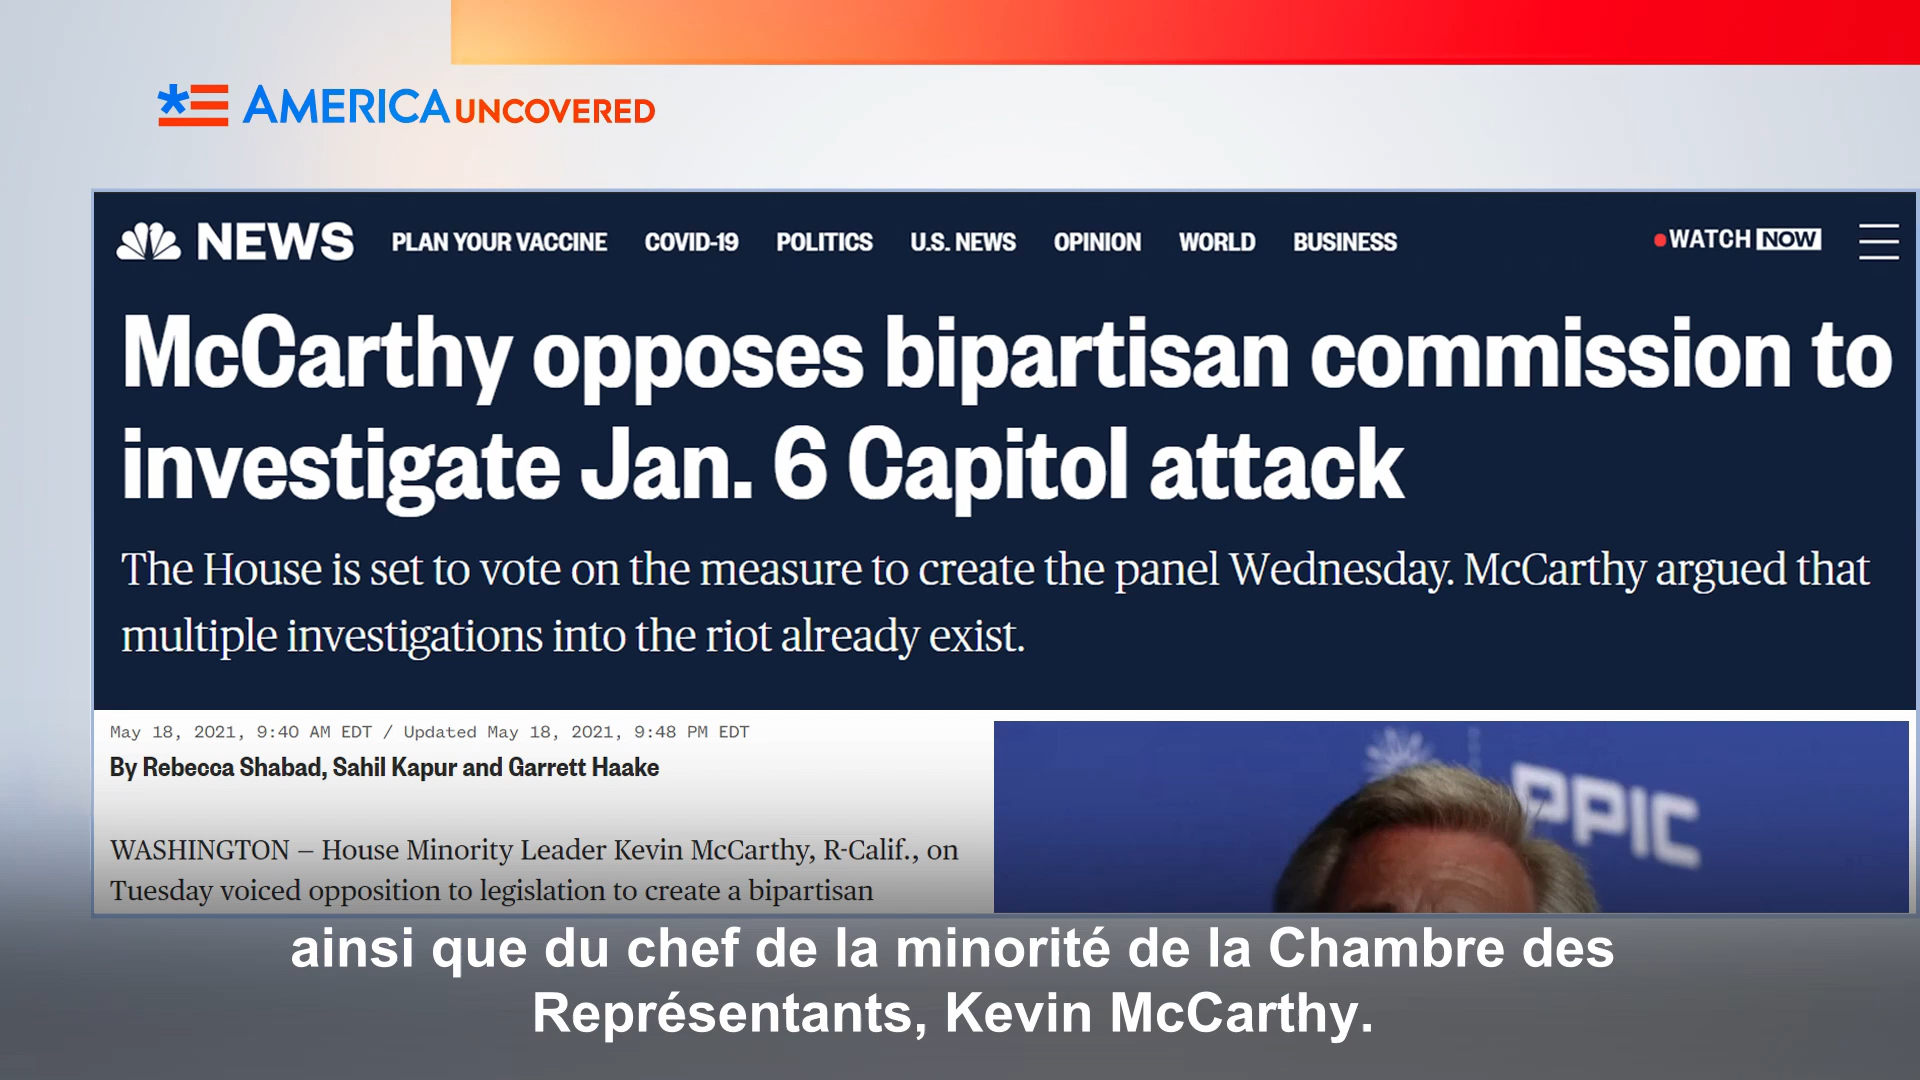 AMERICA UNCOVERED
NEWS PLAN YOUR VACCINE COVID-19 POLITICS U.S. NEWS OPINION WORLD BUSINESS WATCH NOW
McCarthy opposes bipartisan commission to
investigate Jan. 6 Capitol attack
The House is set to vote on the measure to create the panel Wednesday. McCarthy argued that
multiple investigations into the riot already exist.
May 18, 2021, 9:40 AM EDT / Updated May 18, 2021, 9:48 PM EDT
By Rebecca Shabad, Sahil Kapur and Garrett Haake
WASHINGTON — House Minority Leader Kevin McCarthy, R-Calif., on
Tuesday voiced opposition to legislation to create a bipartisan
PPIC
ainsi que du chef de la minorité de la Chambre des
Représentants, Kevin McCarthy.